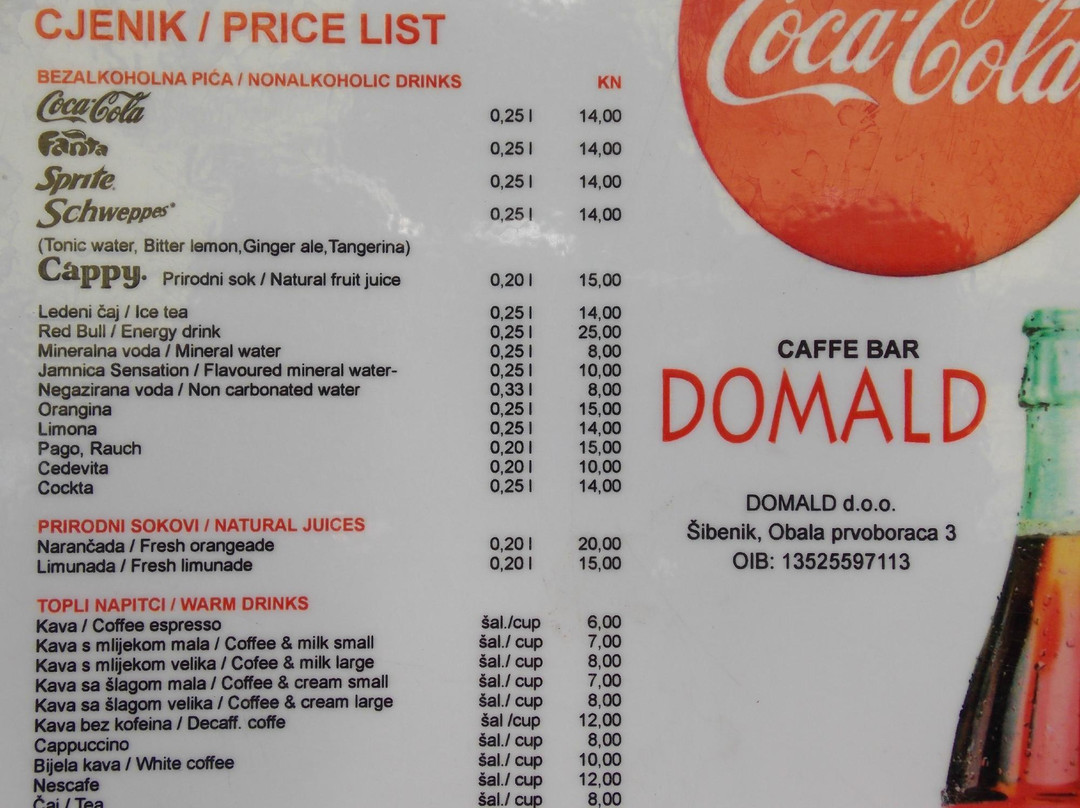 CJENIK / PRICE LIST
BEZALKOHOLNA PIĆA / NONALKOHOLIC DRINKS KN
Coca-Cola 0,25 l 14,00
Fanta 0,25 l 14,00
Sprite 0,25 l 14,00
Schweppes 0,25 l 14,00
(Tonic water, Bitter lemon,Ginger ale,Tangerina)
Cappy. Prirodni sok / Natural fruit juice 0,20 l 15,00
Ledeni čaj / Ice tea 0,25 l 14,00
Red Bull / Energy drink 0,25 l 25,00
Mineralna voda / Mineral water 0,25 l 8,00
Jamnica Sensation / Flavoured mineral water- 0,25 l 10,00
Negazirana voda / Non carbonated water 0,33 l 8,00
Orangina 0,25 l 15,00
Limona 0,25 l 14,00
Pago, Rauch 0,20 l 15,00
Cedevita 0,20 l 10,00
Cockta 0,25 l 14,00
PRIRODNI SOKOVI / NATURAL JUICES
Narančada / Fresh orangeade 0,20 l 20,00
Limunada / Fresh limunade 0,20 l 15,00
TOPLI NAPITCI / WARM DRINKS
Kava / Coffee espresso šal./cup 6,00
Kava s mlijekom mala / Coffee & milk small šal./ cup 7,00
Kava s mlijekom velika / Cofee & milk large šal./ cup 8,00
Kava sa šlagom mala / Coffee & cream small šal./ cup 7,00
Kava sa šlagom velika / Coffee & cream large šal./ cup 8,00
Kava bez kofeina / Decaff. coffe šal /cup 12,00
Cappuccino šal./ cup 8,00
Bijela kava / White coffee šal./ cup 10,00
Nescafe šal./ cup 12,00
Čaj / Tea šal./ cup 8,00
Coca-Cola
CAFFE BAR
DOMALD
DOMALD d.o.o.
Šibenik, Obala prvoboraca 3
OIB: 13525597113